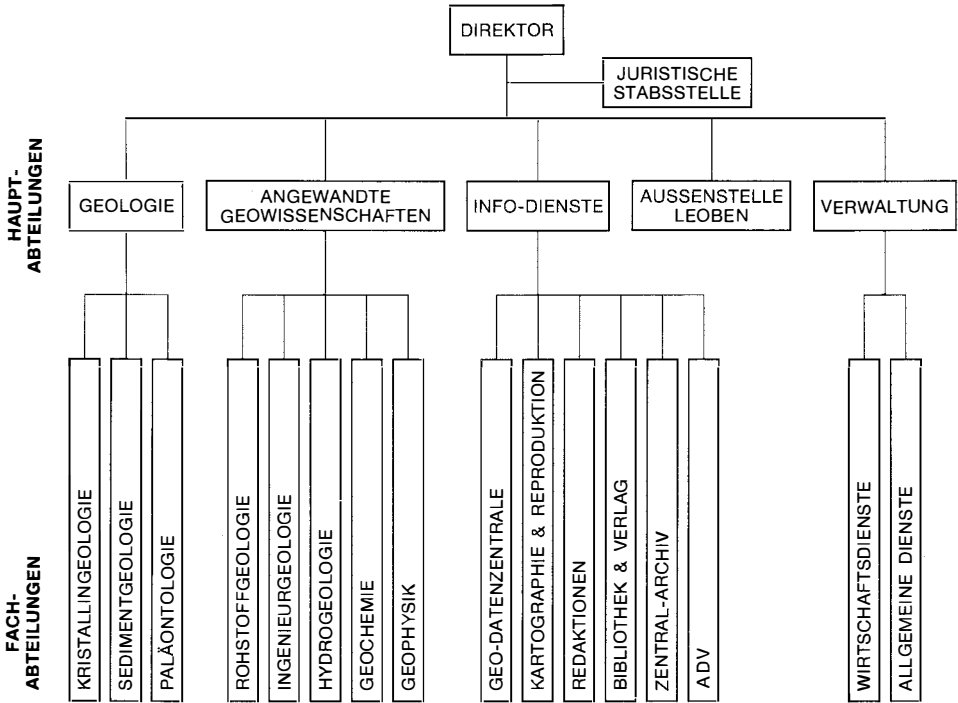 DIREKTOR
JURISTISCHE
STABSSTELLE
HAUPT-
ABTEILUNGEN
GEOLOGIE
ANGEWANDTE
GEOWISSENSCHAFTEN
INFO-DIENSTE
AUSSENSTELLE
LEOBEN
VERWALTUNG
FACH-
ABTEILUNGEN
KRISTALLINGEOLOGIE
SEDIMENTGEOLOGIE
PALÄONTOLOGIE
ROHSTOFFGEOLOGIE
INGENIEURGEOLOGIE
HYDROGEOLOGIE
GEOCHEMIE
GEOPHYSIK
GEO-DATENZENTRALE
KARTOGRAPHIE & REPRODUKTION
REDAKTIONEN
BIBLIOTHEK & VERLAG
ZENTRAL-ARCHIV
ADV
WIRTSCHAFTSDIENSTE
ALLGEMEINE DIENSTE